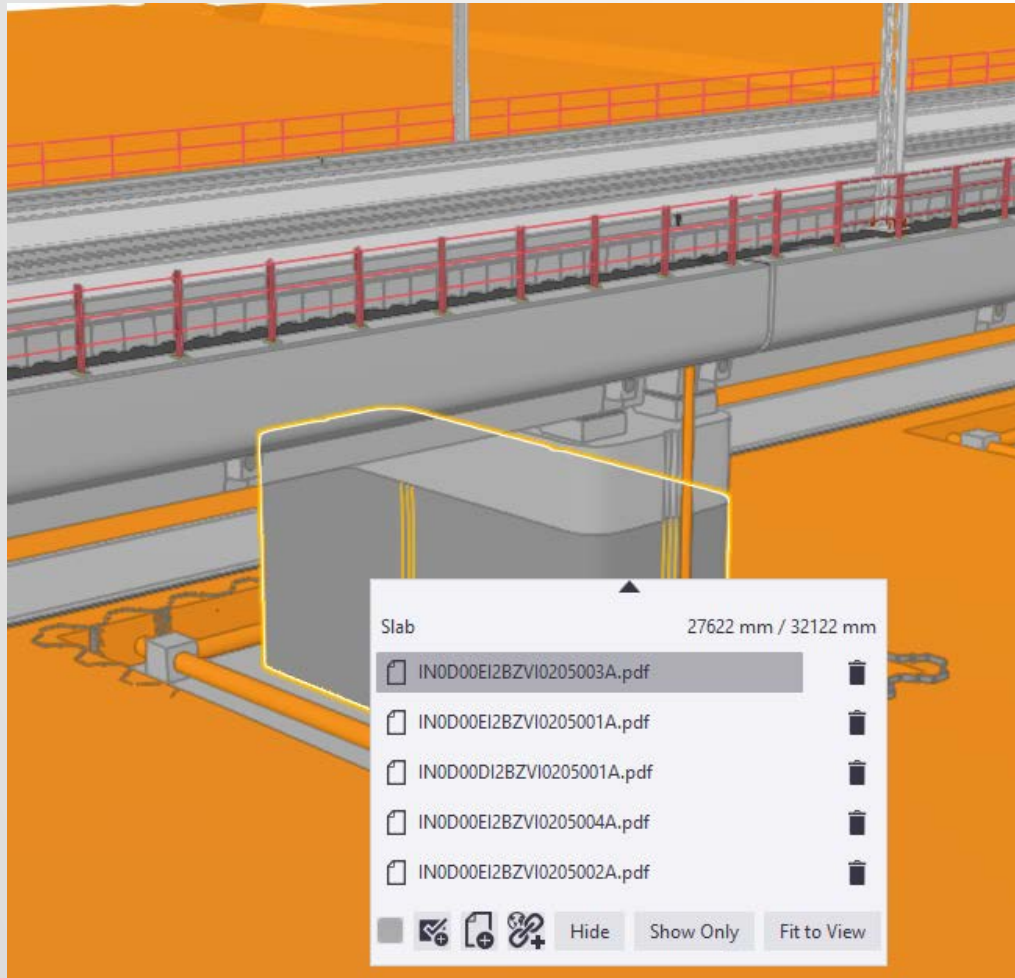 Slab 27622 mm / 32122 mm
IN0D00EI2BZVI0205003A.pdf
IN0D00EI2BZVI0205001A.pdf
IN0D00DI2BZVI0205001A.pdf
IN0D00EI2BZVI0205004A.pdf
IN0D00EI2BZVI0205002A.pdf
Hide Show Only Fit to View